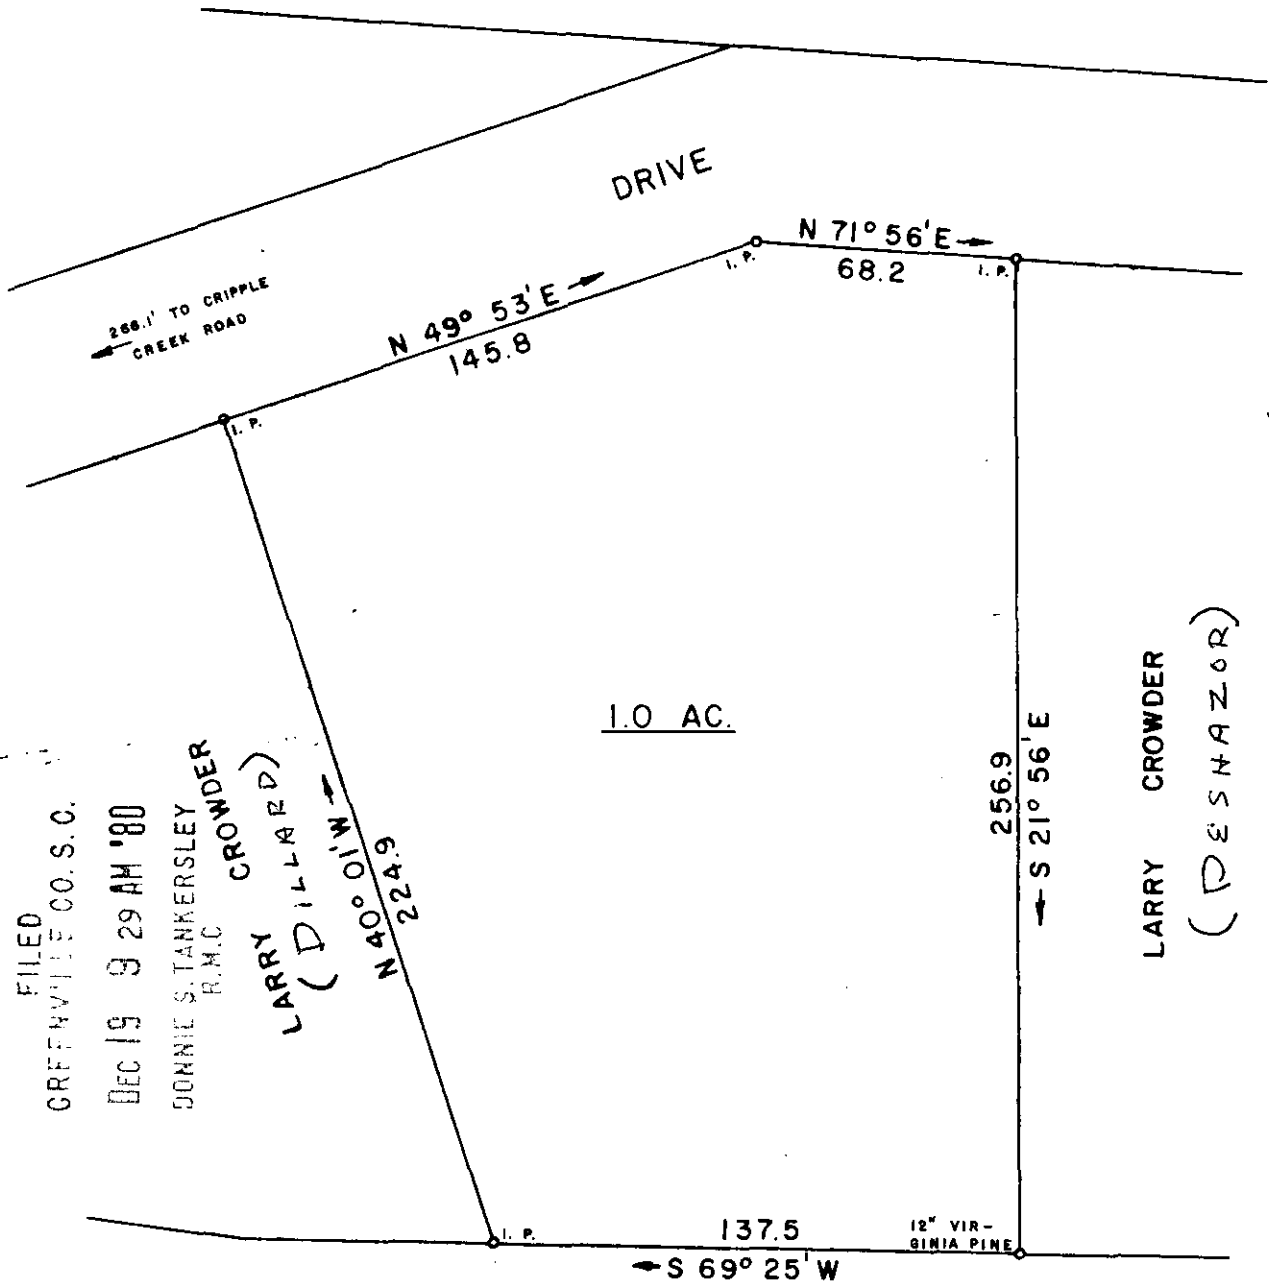 DRIVE
N 71° 56' E →
68.2
I. P.
I. P.
266.1' TO CRIPPLE
← CREEK ROAD
N 49° 53' E →
145.8
I. P.
1.0 AC.
256.9
← S 21° 56' E
LARRY CROWDER
(DESHAZOR)
N 40° 01' W →
224.9
LARRY CROWDER
(DILLARD)
FILED
GREENVILLE CO. S. C.
DEC 19 9 29 AM '80
DONNIE S. TANKERSLEY
R.M.C
I. P.
137.5
← S 69° 25' W
12" VIR-
GINIA PINE